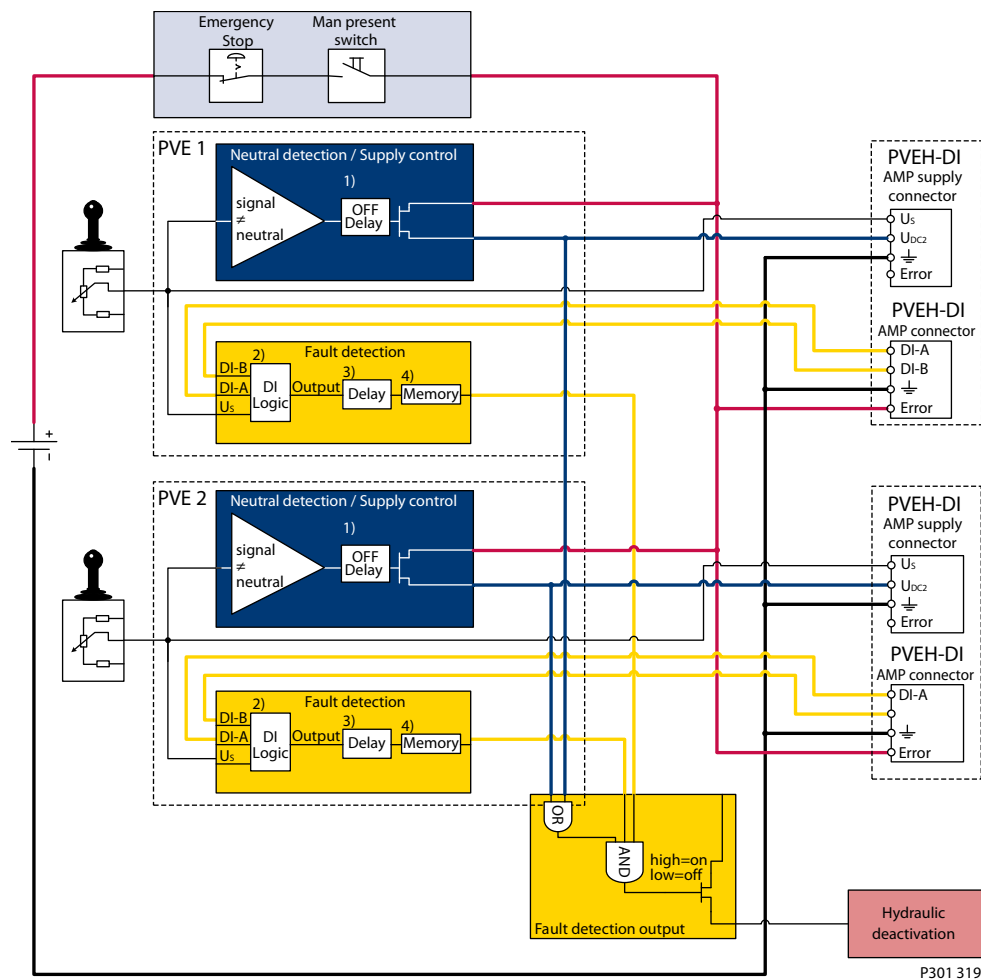 Emergency
Stop
Man present
switch
PVE 1
Neutral detection / Supply control
1)
signal
≠
neutral
OFF
Delay
Fault detection
2)
DI-B
DI-A
Us
DI
Logic
Output
3)
Delay
4)
Memory
PVEH-DI
AMP supply
connector
Us
UDC2
Error
PVEH-DI
AMP connector
DI-A
DI-B
Error
+
–
PVE 2
Neutral detection / Supply control
1)
signal
≠
neutral
OFF
Delay
Fault detection
2)
DI-B
DI-A
Us
DI
Logic
Output
3)
Delay
4)
Memory
PVEH-DI
AMP supply
connector
Us
UDC2
Error
PVEH-DI
AMP connector
DI-A
Error
OR
AND
high=on
low=off
Fault detection output
Hydraulic
deactivation
P301 319